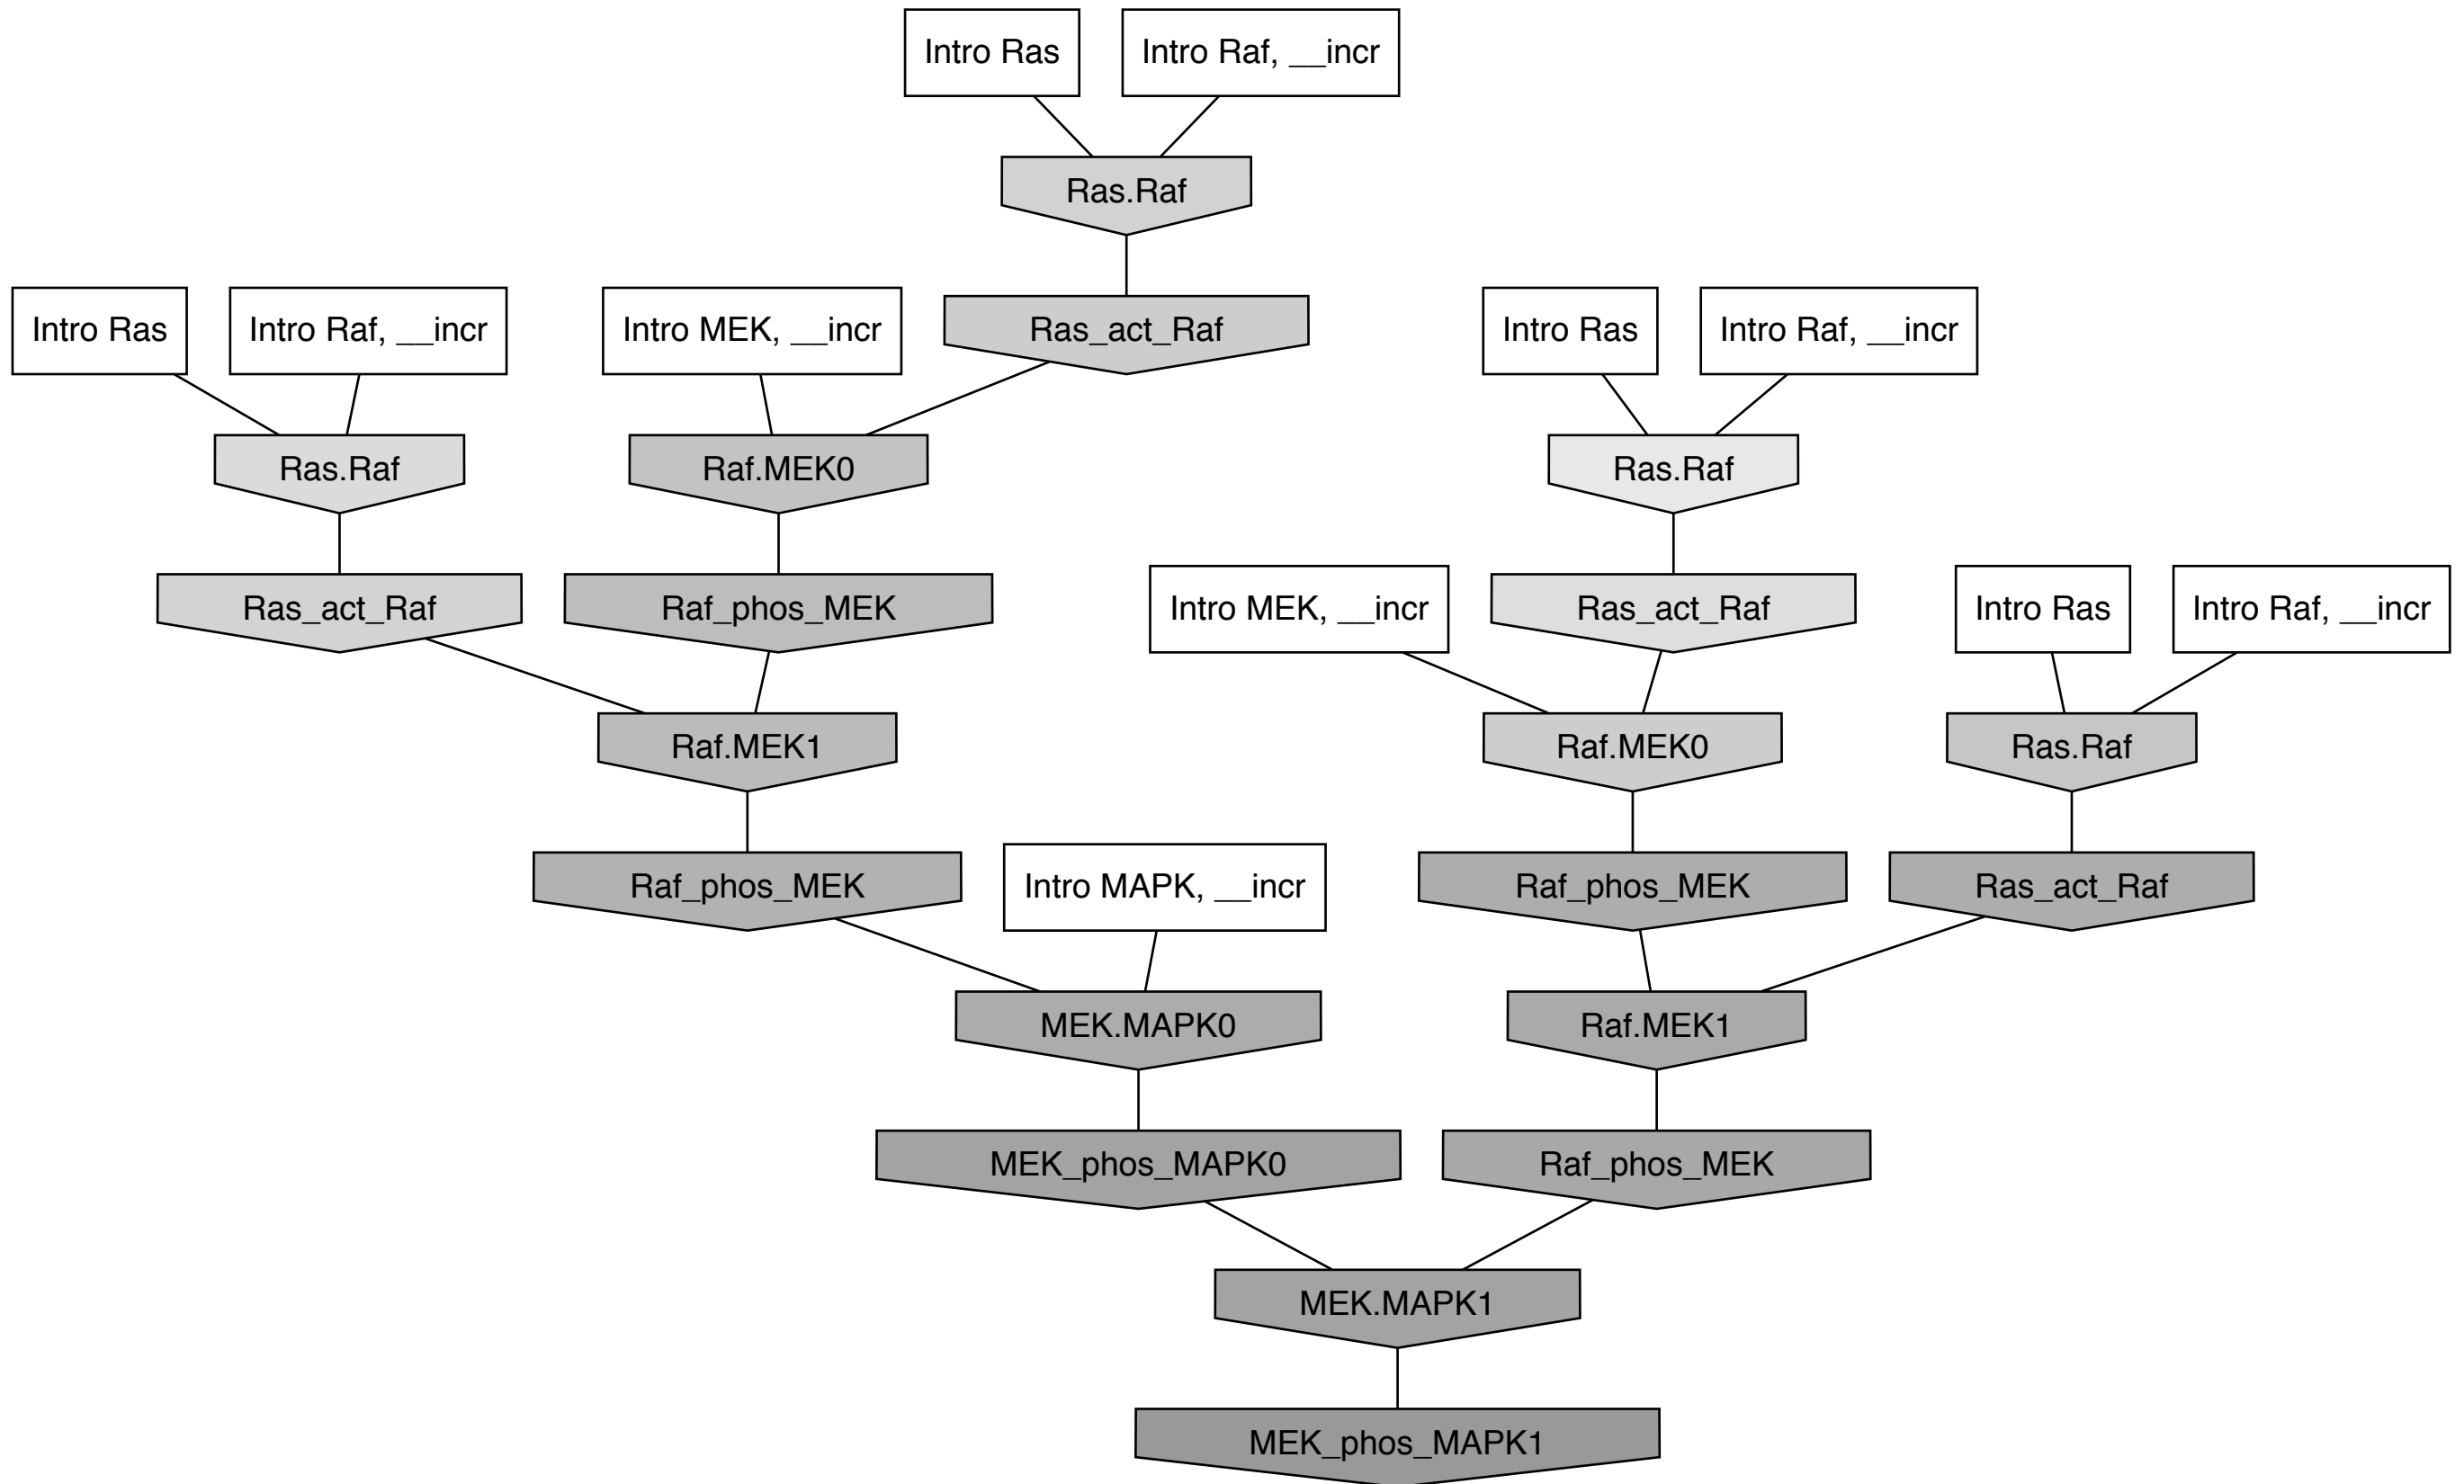 Intro Ras
Intro Raf, __incr
Ras.Raf
Intro Ras
Intro Raf, __incr
Intro MEK, __incr
Ras_act_Raf
Intro Ras
Intro Raf, __incr
Ras.Raf
Raf.MEK0
Ras.Raf
Ras_act_Raf
Raf_phos_MEK
Intro MEK, __incr
Ras_act_Raf
Intro Ras
Intro Raf, __incr
Raf.MEK1
Raf.MEK0
Ras.Raf
Raf_phos_MEK
Intro MAPK, __incr
Raf_phos_MEK
Ras_act_Raf
MEK.MAPK0
Raf.MEK1
MEK_phos_MAPK0
Raf_phos_MEK
MEK.MAPK1
MEK_phos_MAPK1